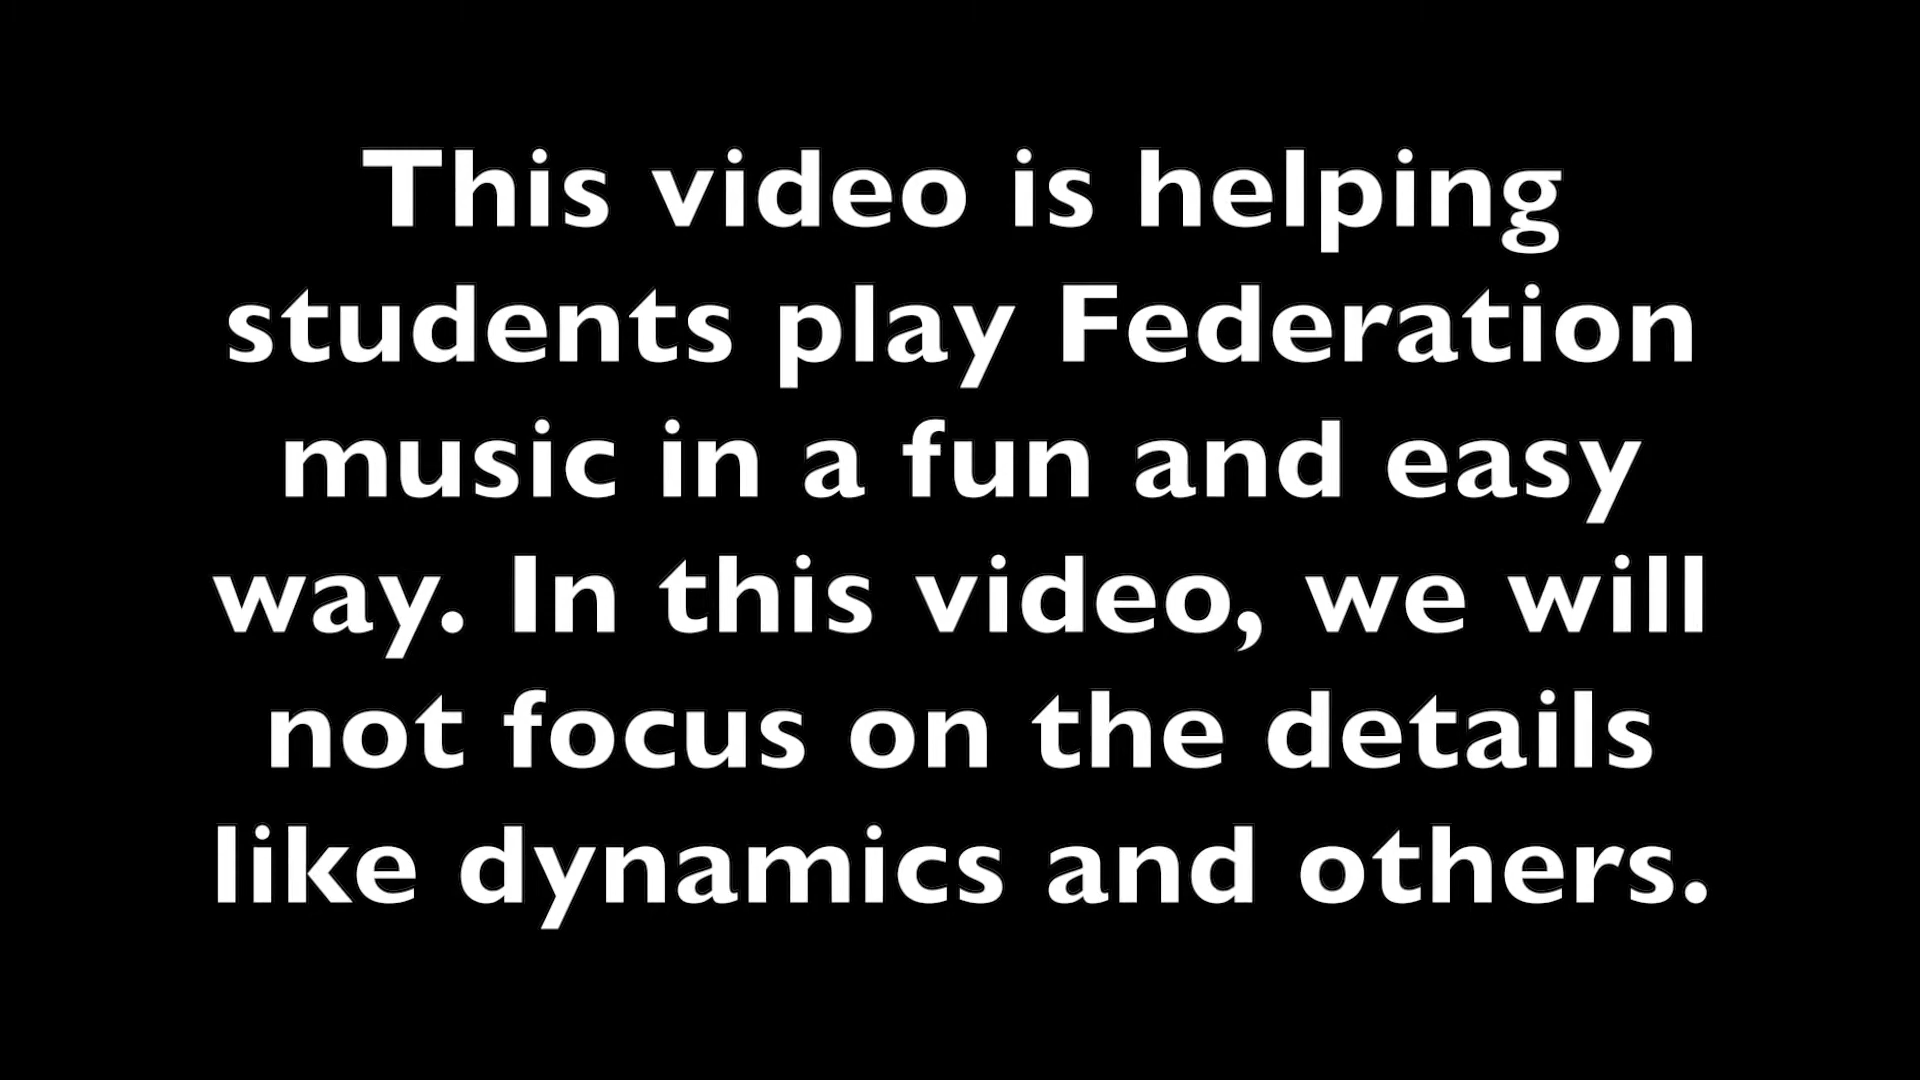 This video is helping
students play Federation
music in a fun and easy
way. In this video, we will
not focus on the details
like dynamics and others.